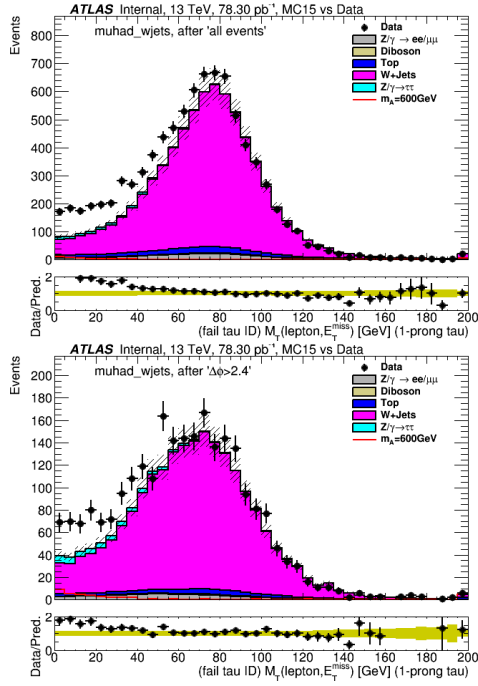 ATLAS Internal, 13 TeV, 78.30 pb⁻¹, MC15 vs Data
Events
muhad_wjets, after 'all events'
Data
Z/γ → ee/μμ
Diboson
Top
W+Jets
Z/γ→ττ
m_A=600GeV
800
700
600
500
400
300
200
100
0
Data/Pred.
2
1
0
0 20 40 60 80 100 120 140 160 180 200
(fail tau ID) M_T(lepton,E_T^miss) [GeV] (1-prong tau)
ATLAS Internal, 13 TeV, 78.30 pb⁻¹, MC15 vs Data
Events
muhad_wjets, after 'Δϕ>2.4'
Data
Z/γ → ee/μμ
Diboson
Top
W+Jets
Z/γ→ττ
m_A=600GeV
200
180
160
140
120
100
80
60
40
20
0
Data/Pred.
2
1
0
0 20 40 60 80 100 120 140 160 180 200
(fail tau ID) M_T(lepton,E_T^miss) [GeV] (1-prong tau)